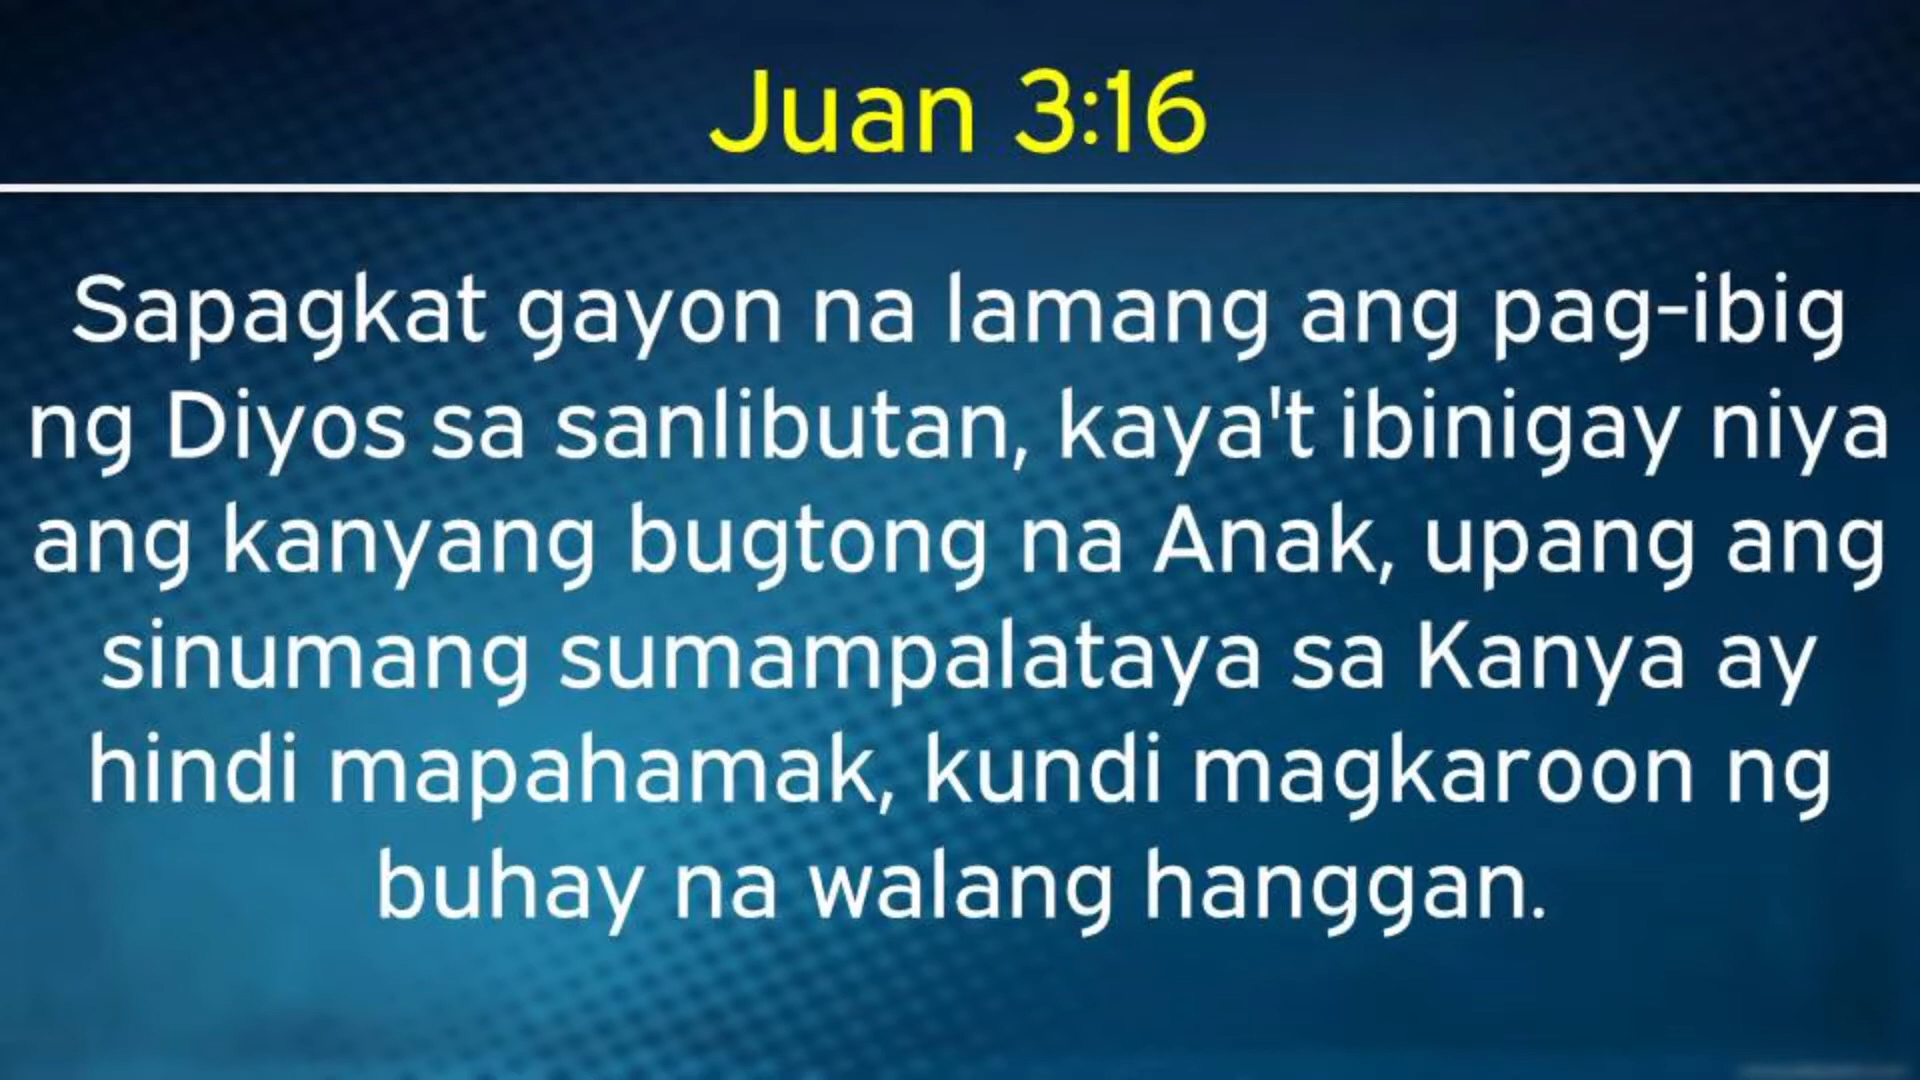 Juan 3:16
Sapagkat gayon na lamang ang pag-ibig
ng Diyos sa sanlibutan, kaya't ibinigay niya
ang kanyang bugtong na Anak, upang ang
sinumang sumampalataya sa Kanya ay
hindi mapahamak, kundi magkaroon ng
buhay na walang hanggan.